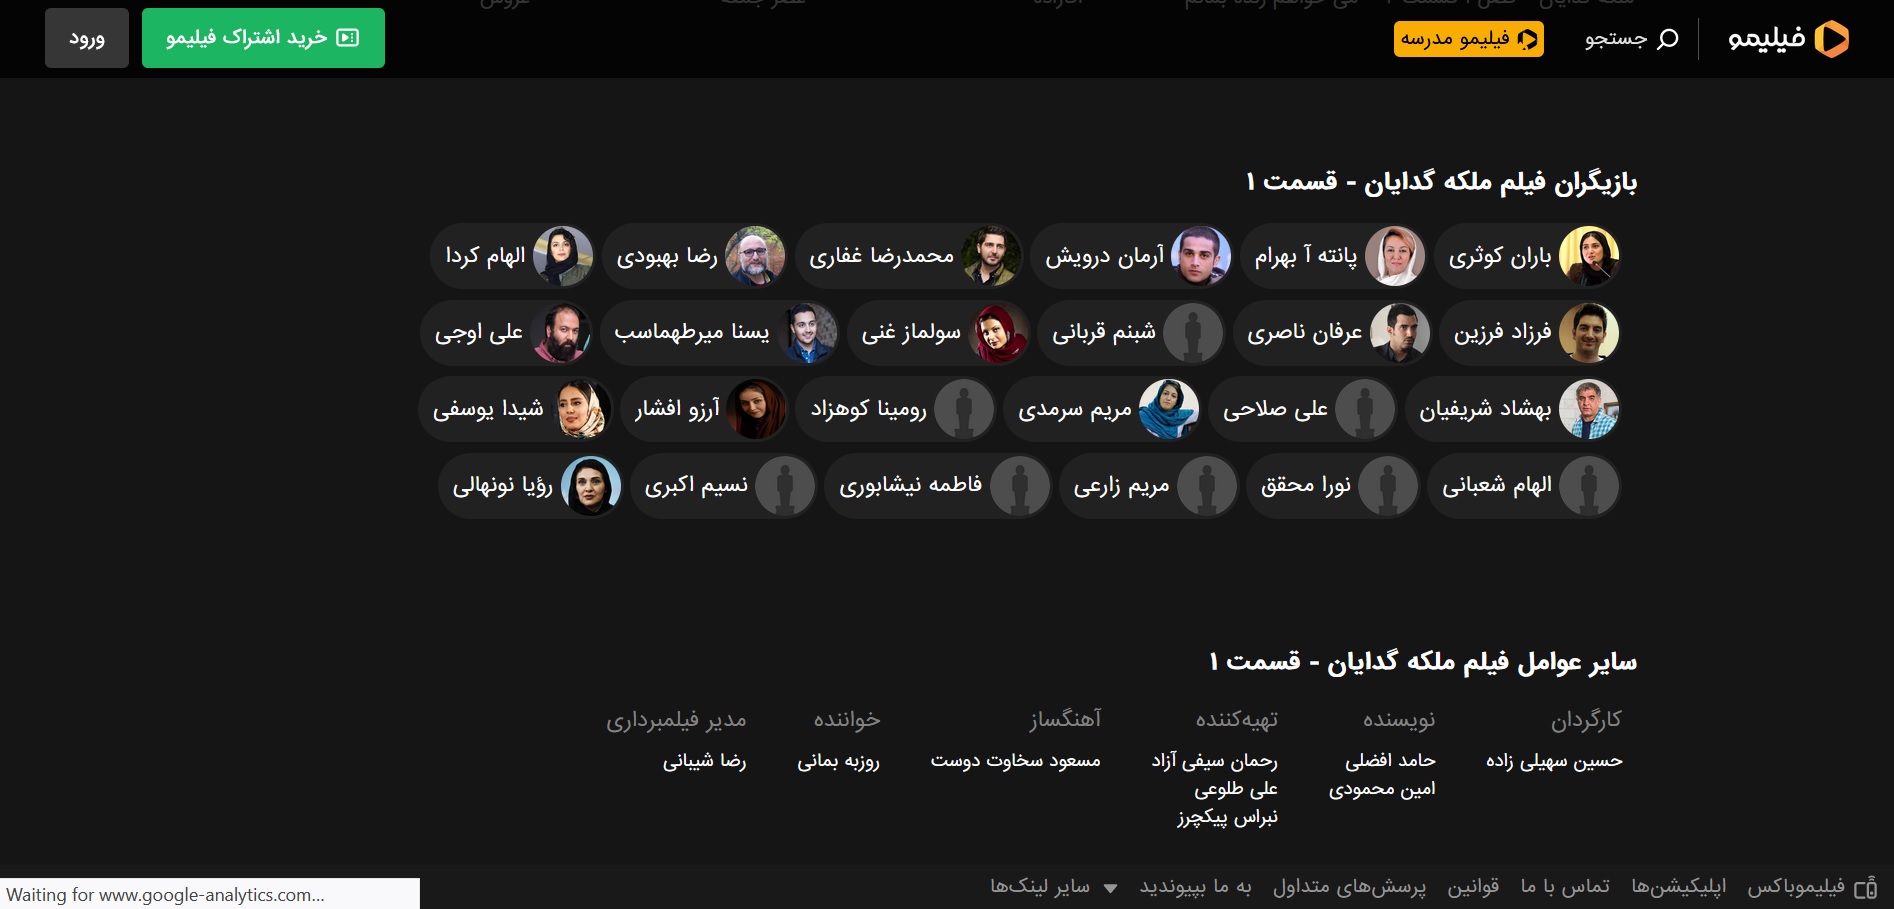 فیلیمو
جستجو
فیلیمو مدرسه
خرید اشتراک فیلیمو
ورود
بازیگران فیلم ملکه گدایان - قسمت ۱
باران کوثری پانته آ بهرام آرمان درویش محمدرضا غفاری رضا بهبودی الهام کردا
فرزاد فرزین عرفان ناصری شبنم قربانی سولماز غنی یسنا میرطهماسب علی اوجی
بهشاد شریفیان علی صلاحی مریم سرمدی رومینا کوهزاد آرزو افشار شیدا یوسفی
الهام شعبانی نورا محقق مریم زارعی فاطمه نیشابوری نسیم اکبری رؤیا نونهالی
سایر عوامل فیلم ملکه گدایان - قسمت ۱
کارگردان نویسنده تهیه‌کننده آهنگساز خواننده مدیر فیلمبرداری
حسین سهیلی زاده حامد افضلی رحمان سیفی آزاد مسعود سخاوت دوست روزبه بمانی رضا شیبانی
امین محمودی علی طلوعی
نبراس پیکچرز
فیلیموباکس اپلیکیشن‌ها تماس با ما قوانین پرسش‌های متداول به ما بپیوندید سایر لینک‌ها
Waiting for www.google-analytics.com...